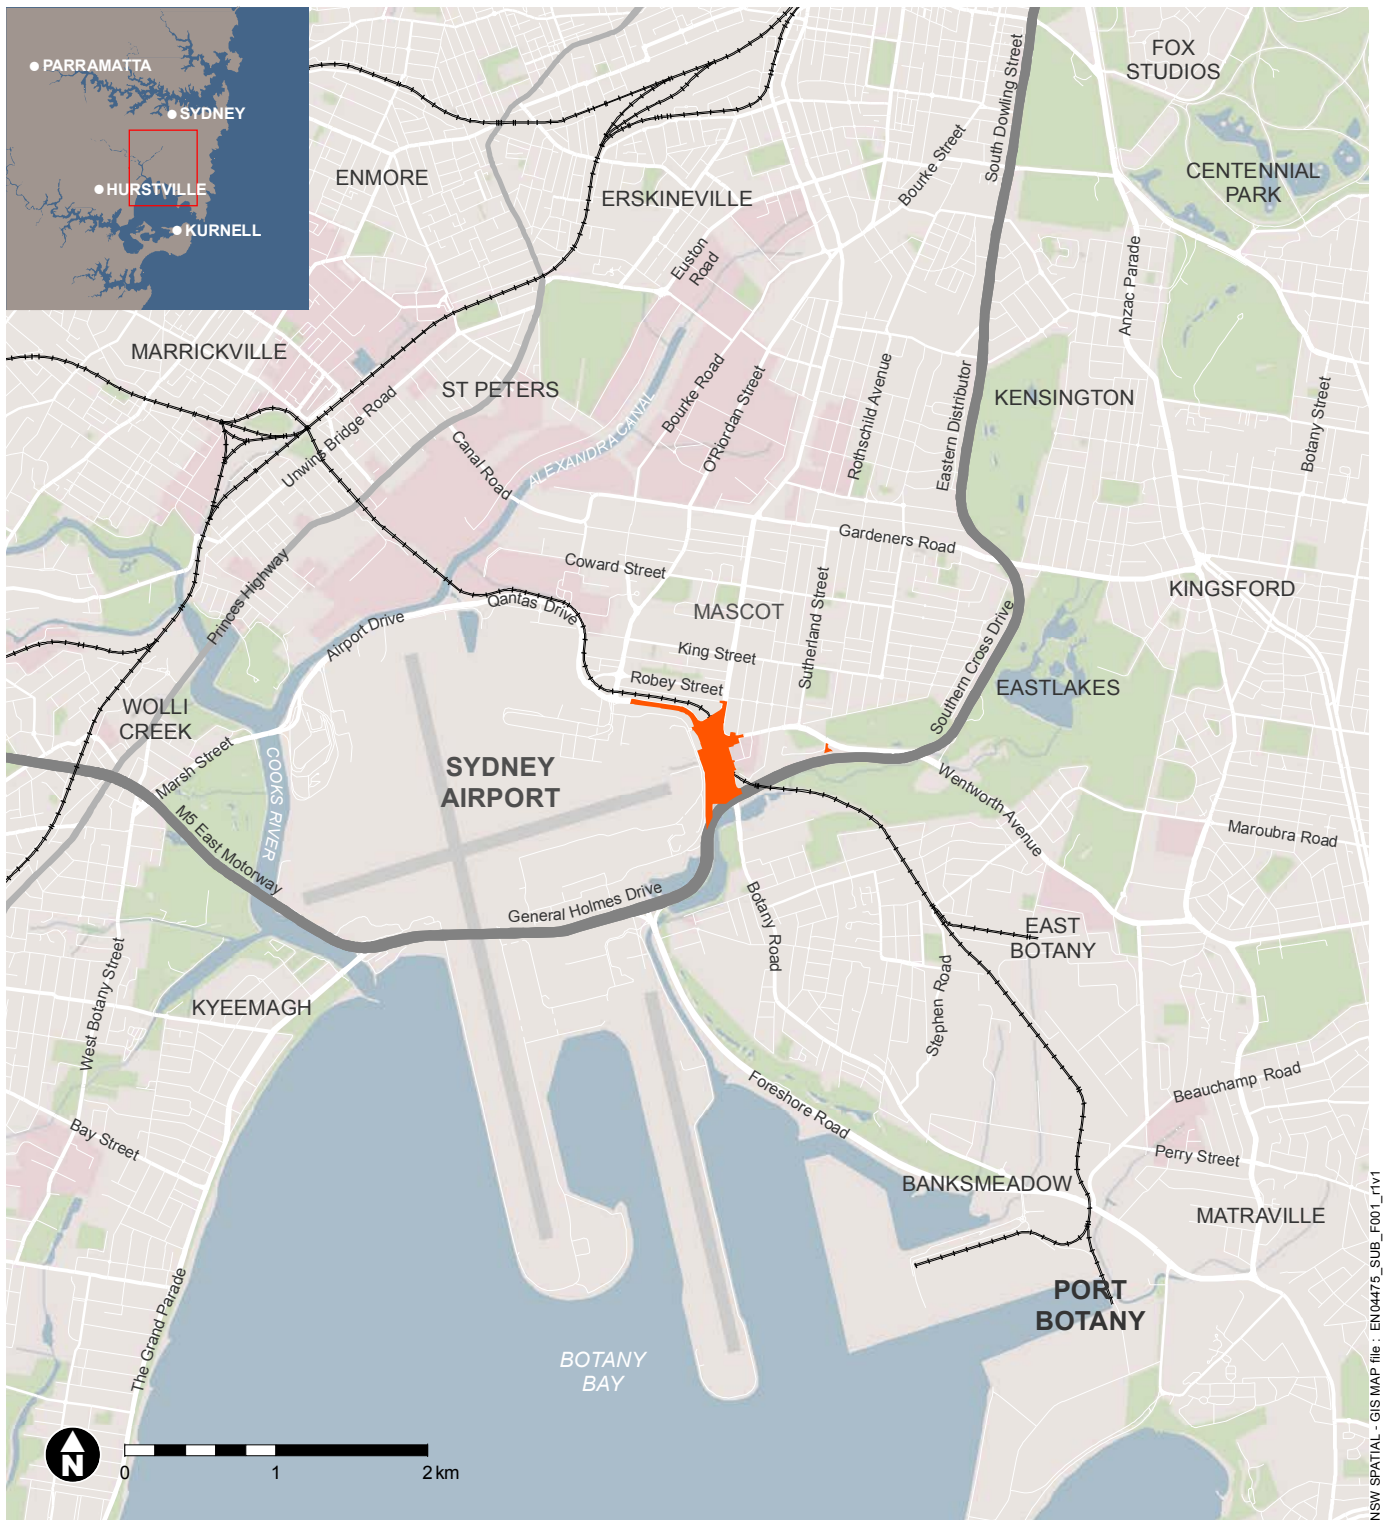 PARRAMATTA
SYDNEY
HURSTVILLE
KURNELL
FOX
STUDIOS
South Dowling Street
Bourke Street
CENTENNIAL
PARK
ENMORE
ERSKINEVILLE
Euston
Road
Anzac Parade
MARRICKVILLE
ST PETERS
Unwins Bridge Road
Canal Road
ALEXANDRA CANAL
Bourke Road
O'Riordan Street
Rothschild Avenue
Eastern Distributor
KENSINGTON
Botany Street
Gardeners Road
Coward Street
KINGSFORD
Princes Highway
Airport Drive
Qantas Drive
MASCOT
Sutherland Street
King Street
Robey Street
Southern Cross Drive
EASTLAKES
WOLLI
CREEK
Marsh Street
COOKS RIVER
SYDNEY
AIRPORT
Wentworth Avenue
Maroubra Road
M5 East Motorway
General Holmes Drive
Botany Road
EAST
BOTANY
Stephen Road
West Botany Street
KYEEMAGH
Foreshore Road
Beauchamp Road
Bay Street
Perry Street
BANKSMEADOW
MATRAVILLE
PORT
BOTANY
The Grand Parade
BOTANY
BAY
N
0 1 2 km
NSW SPATIAL - GIS MAP file : EN04475_SUB_F001_r1v1